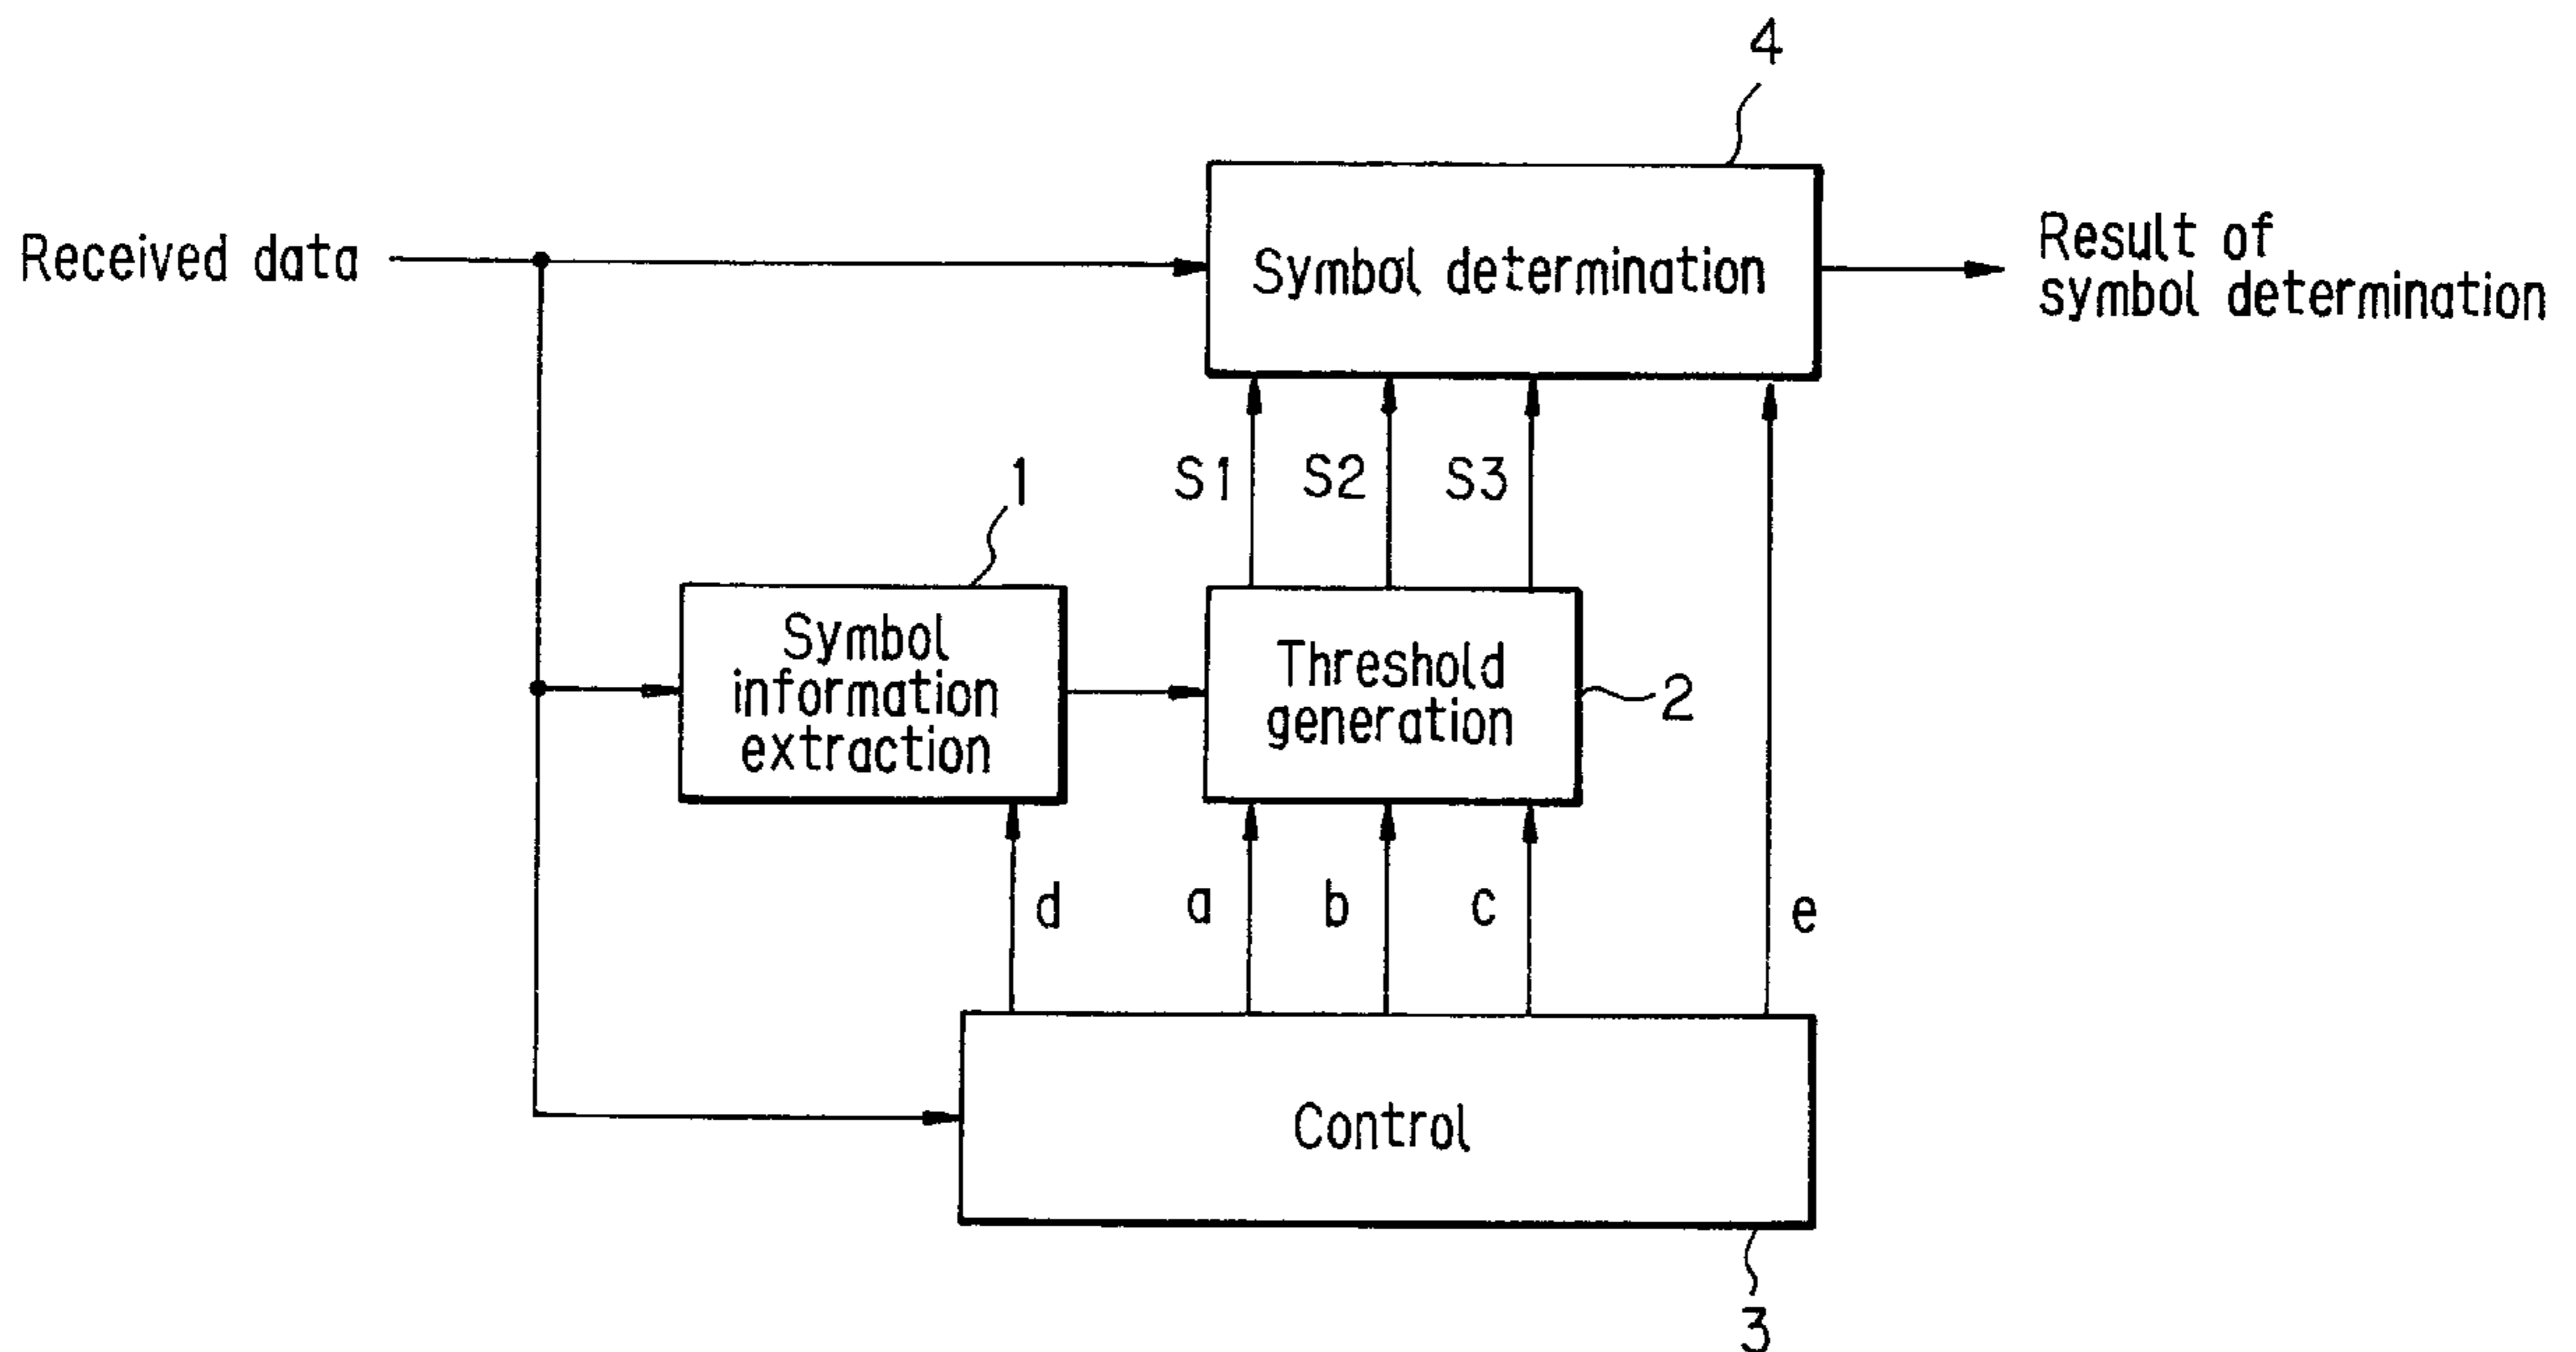 4
Received data
Symbol determination
Result of
symbol determination
S1
S2
S3
1
Symbol
information
extraction
Threshold
generation
2
d
a
b
c
e
Control
3